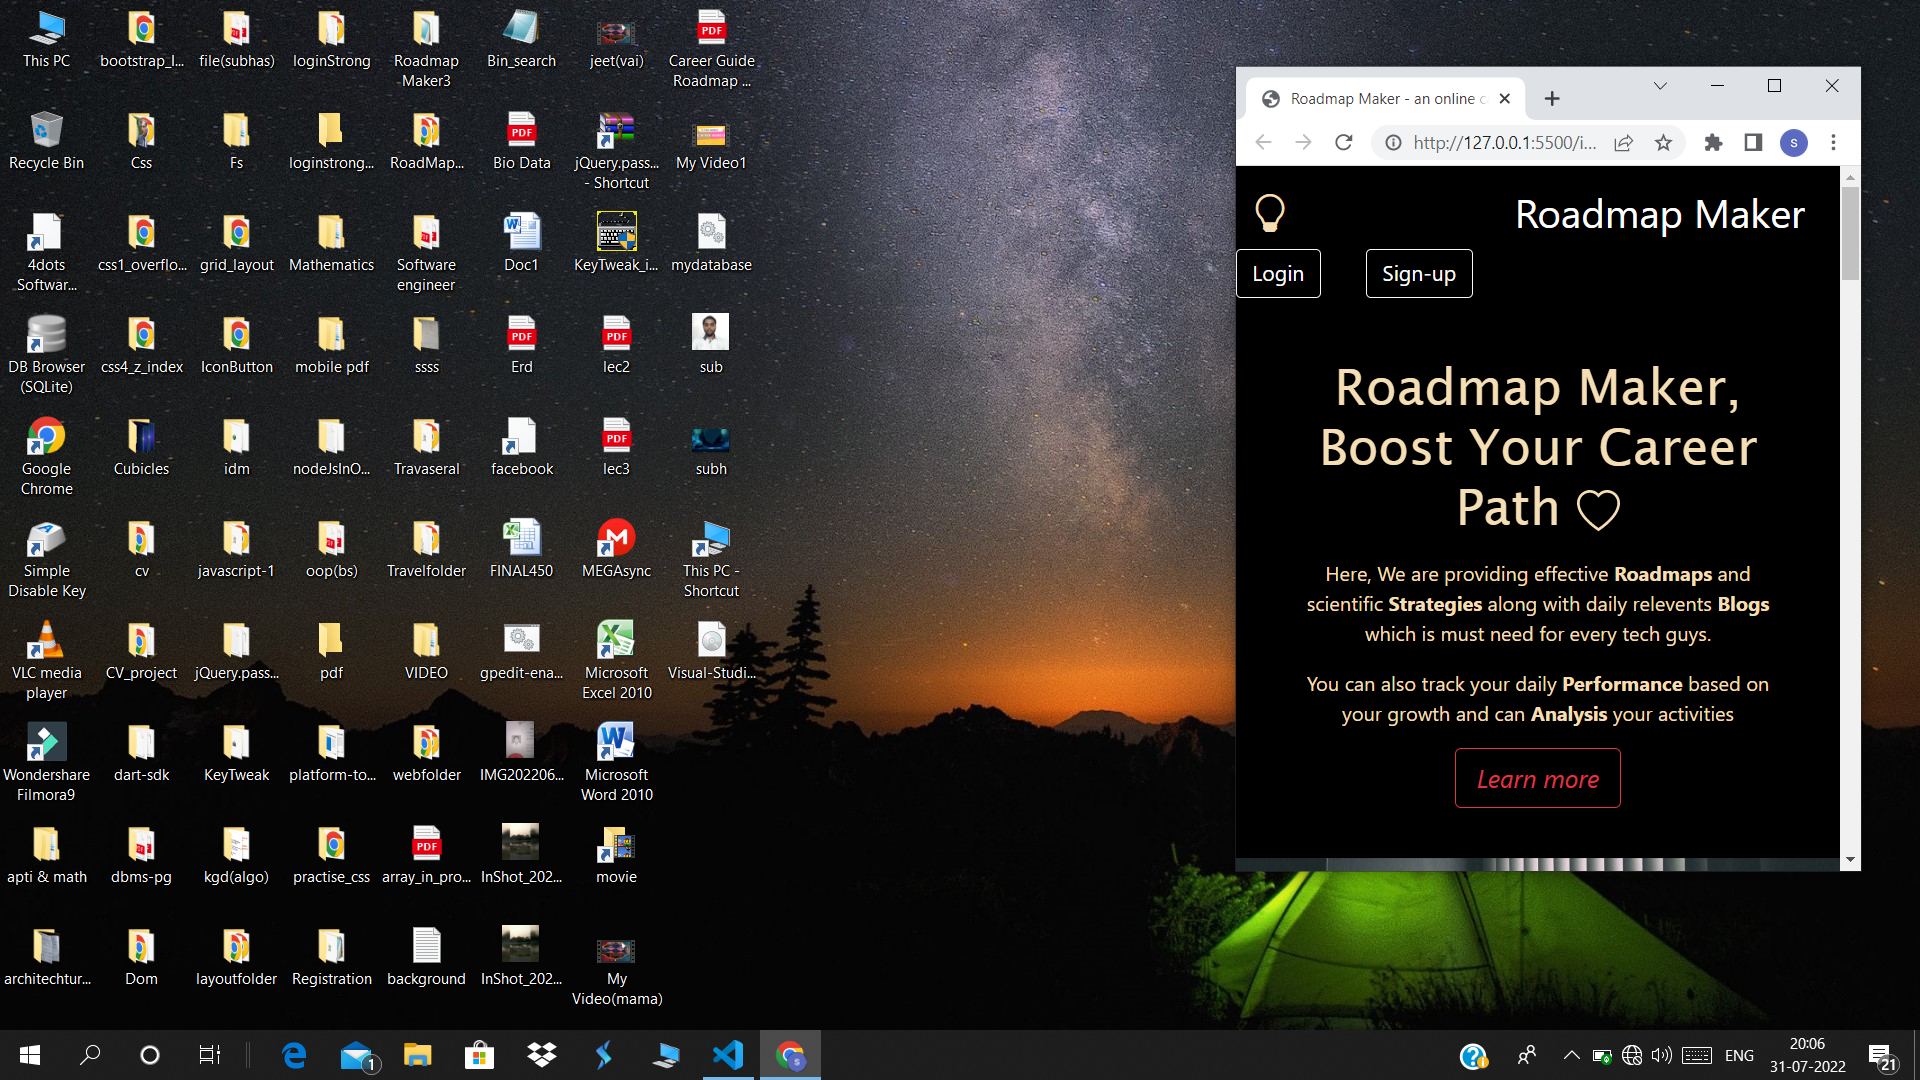 This PC
bootstrap_l...
file(subhas)
loginStrong
Roadmap
Maker3
Bin_search
jeet(vai)
Career Guide
Roadmap ...
Recycle Bin
Css
Fs
loginstrong...
RoadMap...
Bio Data
jQuery.pass...
- Shortcut
My Video1
4dots
Softwar...
css1_overflo...
grid_layout
Mathematics
Software
engineer
Doc1
KeyTweak_i...
mydatabase
DB Browser
(SQLite)
css4_z_index
IconButton
mobile pdf
ssss
Erd
lec2
sub
Google
Chrome
Cubicles
idm
nodeJsInO...
Travaseral
facebook
lec3
subh
Simple
Disable Key
cv
javascript-1
oop(bs)
Travelfolder
FINAL450
MEGAsync
This PC -
Shortcut
VLC media
player
CV_project
jQuery.pass...
pdf
VIDEO
gpedit-ena...
Microsoft
Excel 2010
Visual-Studi...
Wondershare
Filmora9
dart-sdk
KeyTweak
platform-to...
webfolder
IMG202206...
Microsoft
Word 2010
apti & math
dbms-pg
kgd(algo)
practise_css
array_in_pro...
InShot_202...
movie
architechtur...
Dom
layoutfolder
Registration
background
InShot_202...
My
Video(mama)
Roadmap Maker - an online c
http://127.0.0.1:5500/i...
s
Roadmap Maker
Login
Sign-up
Roadmap Maker,
Boost Your Career
Path
Here, We are providing effective Roadmaps and
scientific Strategies along with daily relevents Blogs
which is must need for every tech guys.
You can also track your daily Performance based on
your growth and can Analysis your activities
Learn more
1
s
ENG
20:06
31-07-2022
21